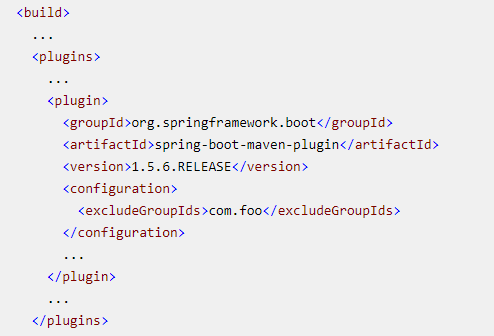 <build>
...
<plugins>
...
<plugin>
<groupId>org.springframework.boot</groupId>
<artifactId>spring-boot-maven-plugin</artifactId>
<version>1.5.6.RELEASE</version>
<configuration>
<excludeGroupIds>com.foo</excludeGroupIds>
</configuration>
...
</plugin>
...
</plugins>